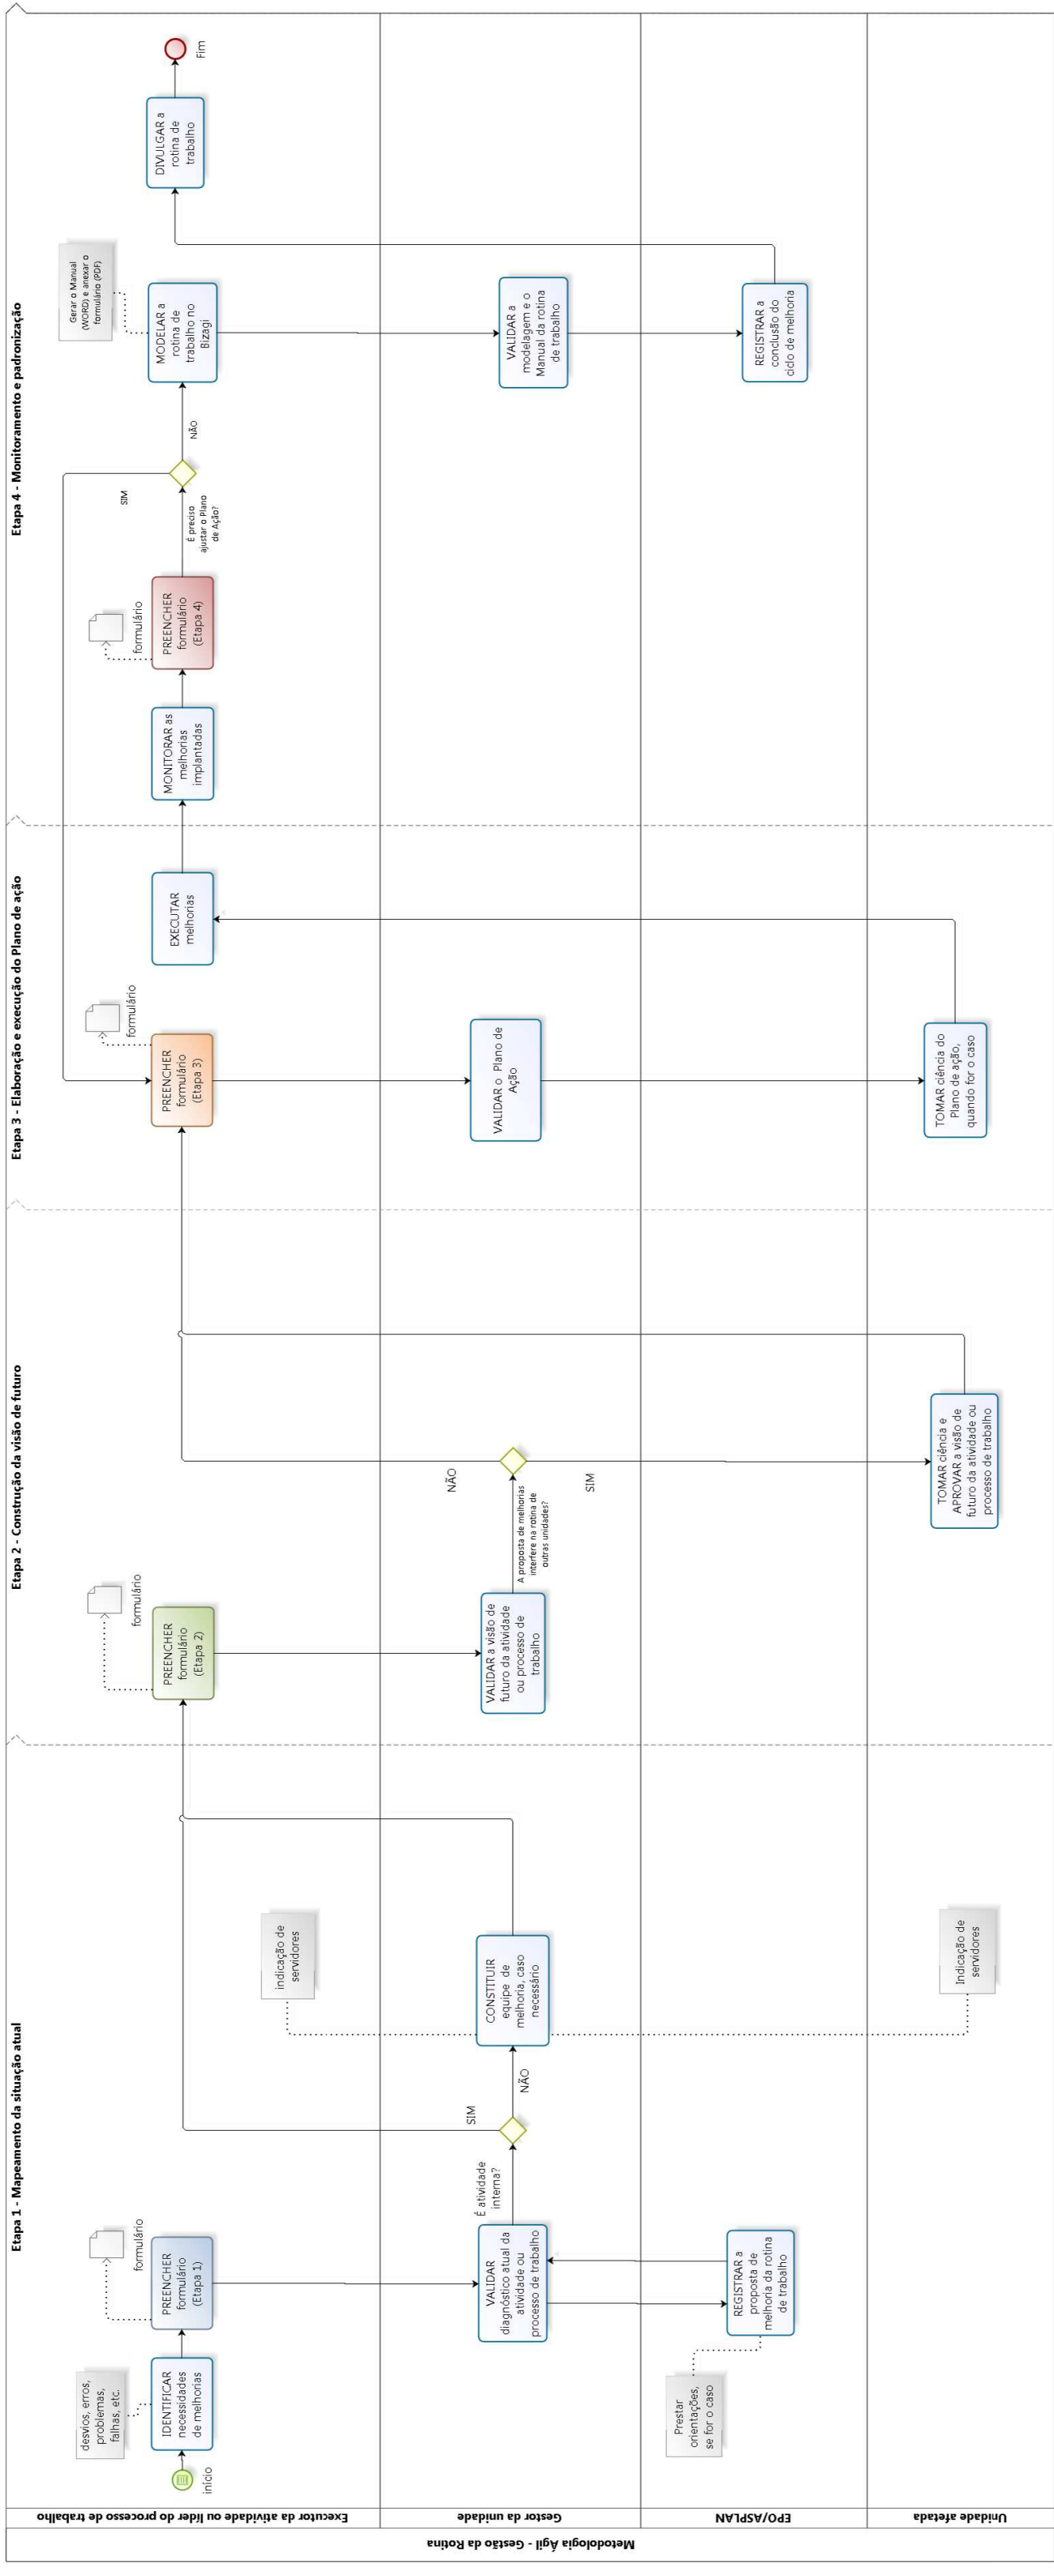 Metodologia Ágil - Gestão da Rotina
Executor da atividade ou líder do processo de trabalho
Gestor da unidade
EPO/ASPLAN
Unidade afetada
Etapa 1 - Mapeamento da situação atual
início
desvios, erros,
problemas,
falhas, etc.
IDENTIFICAR
necessidades
de melhorias
PREENCHER
formulário
(Etapa 1)
formulário
VALIDAR
diagnóstico atual da
atividade ou
processo de trabalho
Prestar
orientações,
se for o caso
REGISTRAR a
proposta de
melhoria da rotina
de trabalho
É atividade
interna?
SIM
NÃO
CONSTITUIR
equipe de
melhoria, caso
necessário
indicação de
servidores
Indicação de
servidores
Etapa 2 - Construção da visão de futuro
PREENCHER
formulário
(Etapa 2)
formulário
VALIDAR a visão de
futuro da atividade
ou processo de
trabalho
A proposta de melhorias
interfere na rotina de
outras unidades?
NÃO
SIM
TOMAR ciência e
APROVAR a visão de
futuro da atividade ou
processo de trabalho
Etapa 3 - Elaboração e execução do Plano de ação
PREENCHER
formulário
(Etapa 3)
formulário
VALIDAR o Plano de
Ação
TOMAR ciência do
Plano de ação,
quando for o caso
EXECUTAR
melhorias
Etapa 4 - Monitoramento e padronização
MONITORAR as
melhorias
implantadas
PREENCHER
formulário
(Etapa 4)
formulário
É preciso
ajustar o Plano
de Ação?
SIM
NÃO
MODELAR a
rotina de
trabalho no
Bizagi
Gerar o Manual
(WORD) e anexar o
formulário (PDF)
VALIDAR a
modelagem e o
Manual da rotina
de trabalho
REGISTRAR a
conclusão do
ciclo de melhoria
DIVULGAR a
rotina de
trabalho
Fim